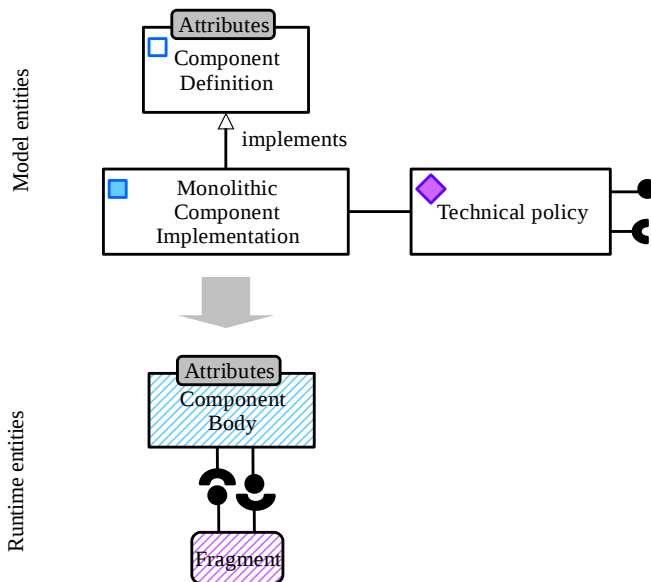 Model entities
Attributes
Component
Definition
implements
Monolithic
Component
Implementation
Technical policy
Runtime entities
Attributes
Component
Body
Fragment